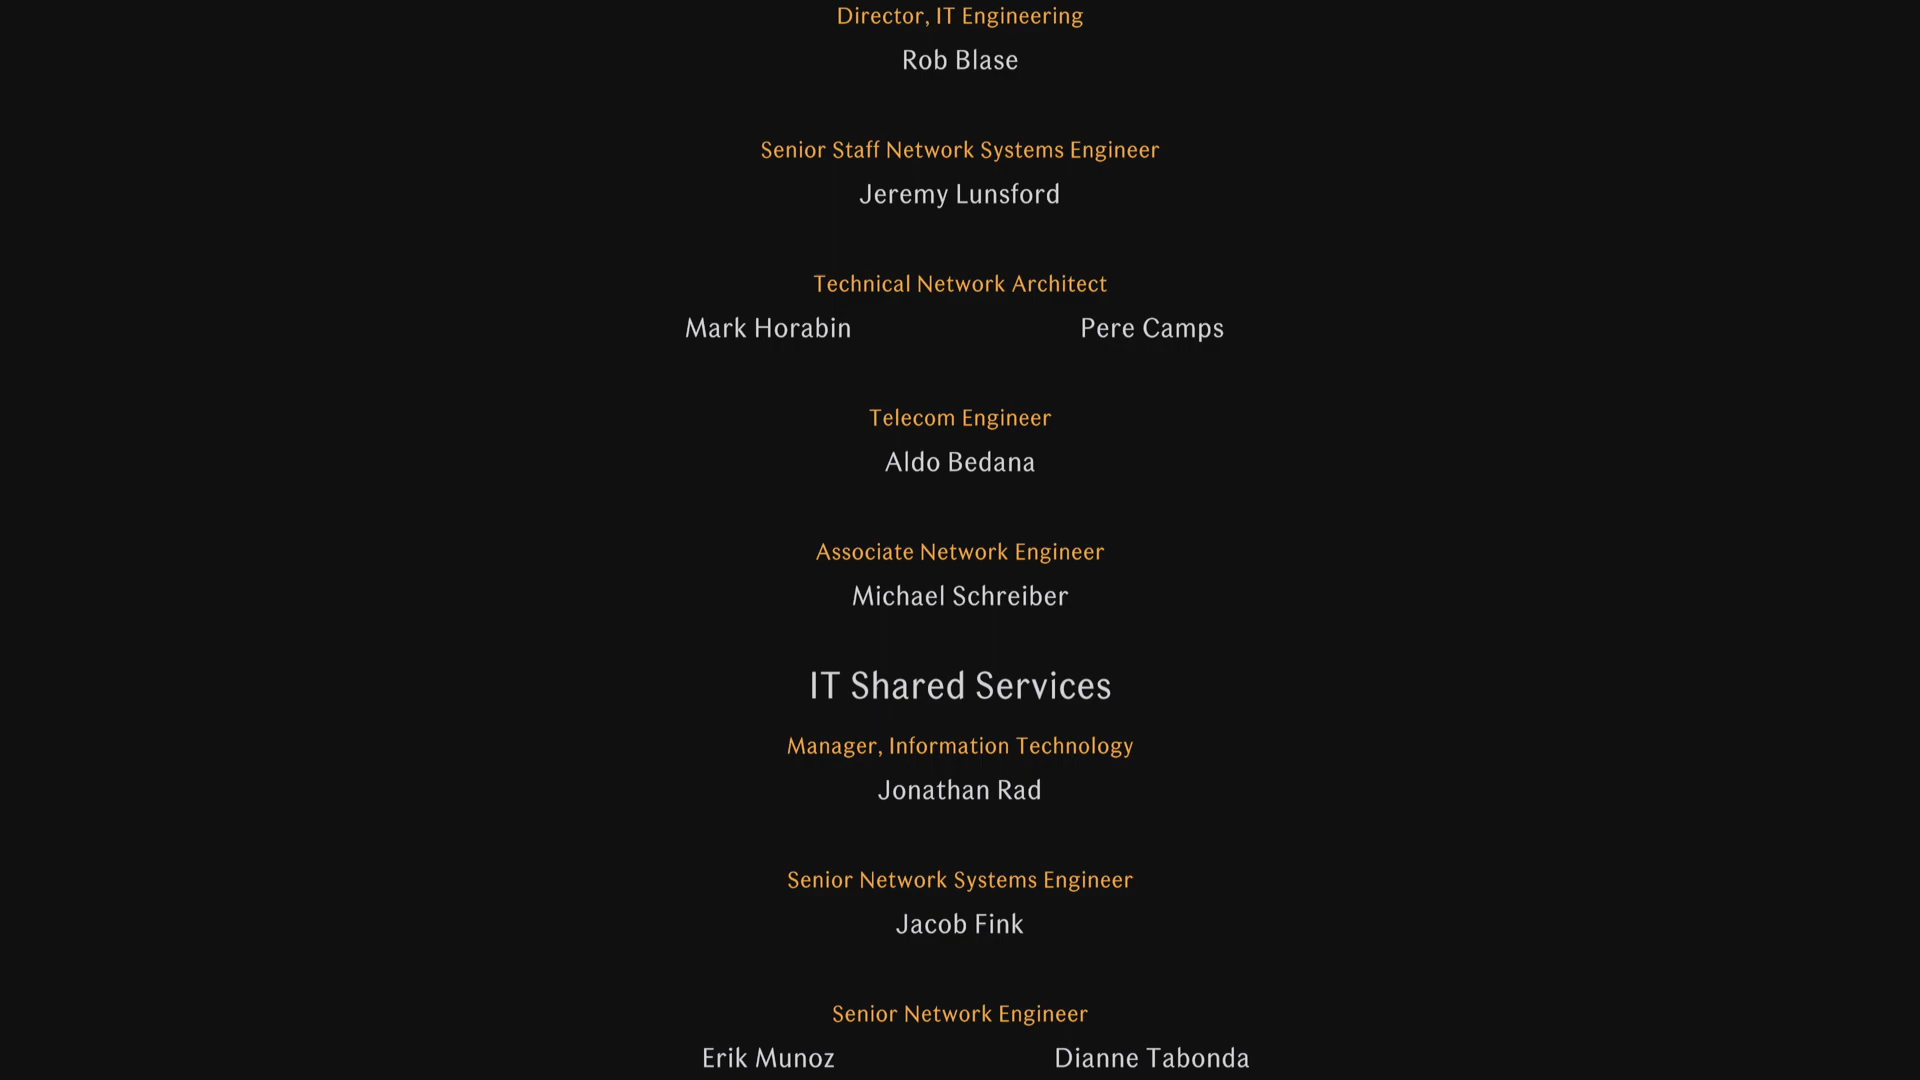 Director, IT Engineering
Rob Blase
Senior Staff Network Systems Engineer
Jeremy Lunsford
Technical Network Architect
Mark Horabin Pere Camps
Telecom Engineer
Aldo Bedana
Associate Network Engineer
Michael Schreiber
IT Shared Services
Manager, Information Technology
Jonathan Rad
Senior Network Systems Engineer
Jacob Fink
Senior Network Engineer
Erik Munoz Dianne Tabonda